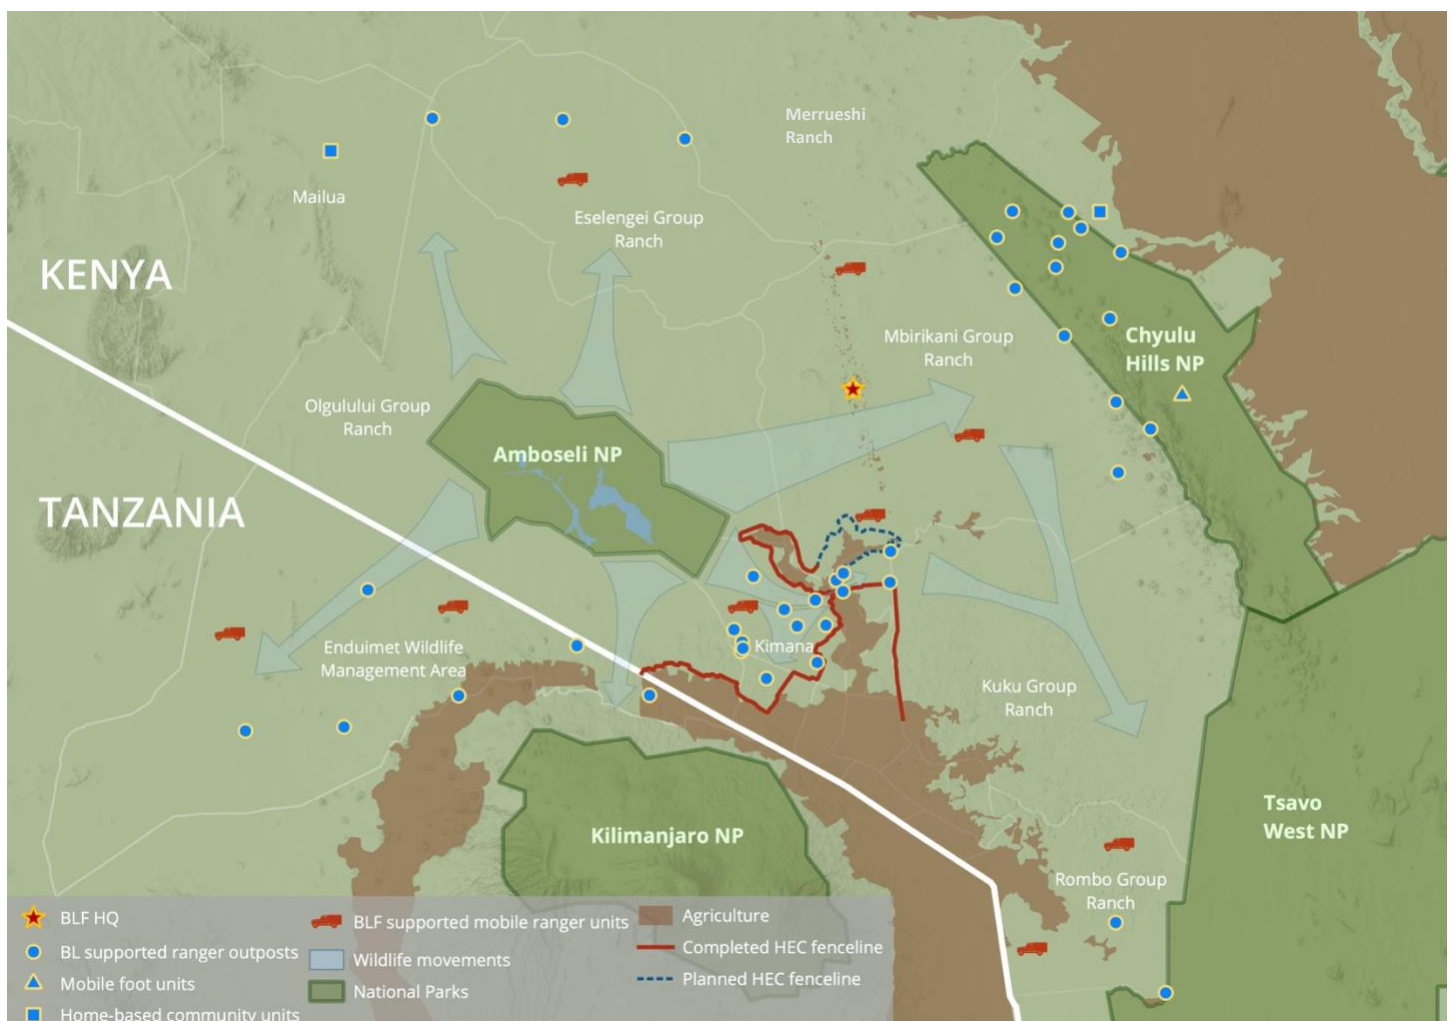 Merrueshi
Ranch
Mailua
Eselengei Group
Ranch
KENYA
Mbirikani Group
Ranch
Chyulu
Hills NP
Olgululului Group
Ranch
Amboseli NP
TANZANIA
Kimana
Enduimet Wildlife
Management Area
Kuku Group
Ranch
Tsavo
West NP
Kilimanjaro NP
Rombo Group
Ranch
BLF HQ
BL supported ranger outposts
Mobile foot units
Home-based community units
BLF supported mobile ranger units
Wildlife movements
National Parks
Agriculture
Completed HEC fenceline
Planned HEC fenceline